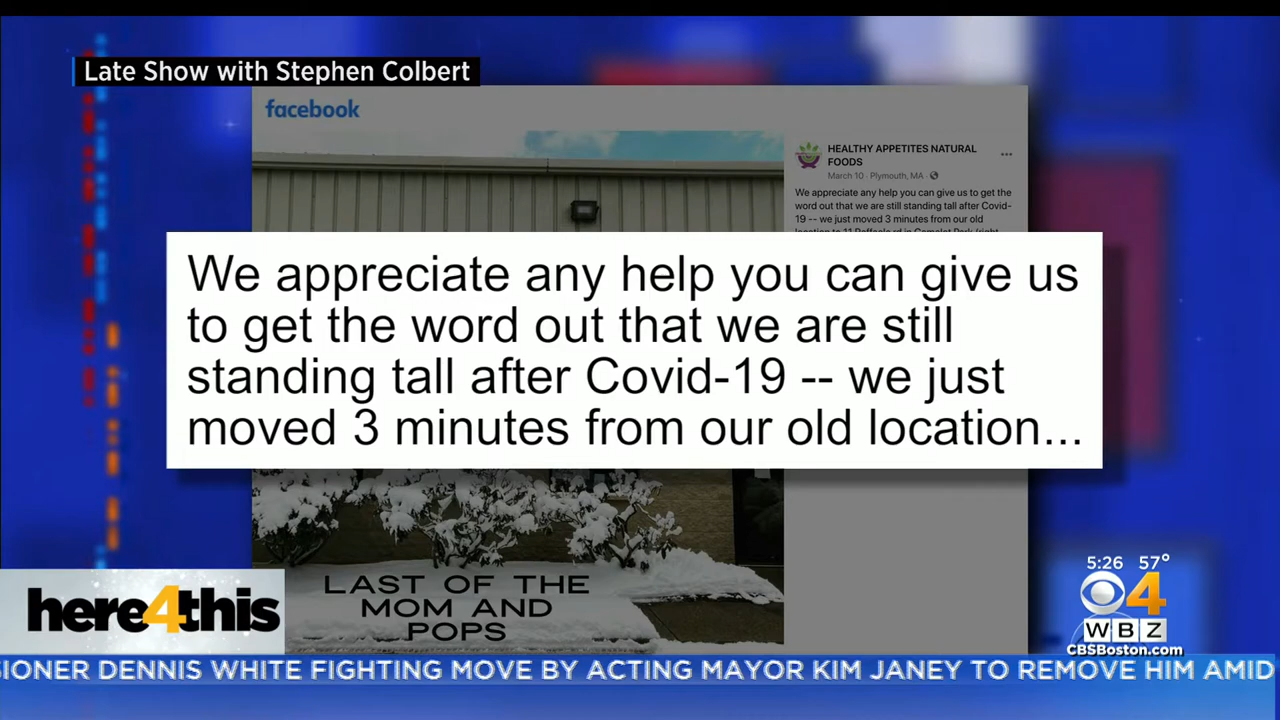 Late Show with Stephen Colbert
facebook
HEALTHY APPETITES NATURAL
FOODS
March 10 · Plymouth, MA ·
We appreciate any help you can give us to get the
word out that we are still standing tall after Covid-
19 -- we just moved 3 minutes from our old
We appreciate any help you can give us
to get the word out that we are still
standing tall after Covid-19 -- we just
moved 3 minutes from our old location...
LAST OF THE
MOM AND
POPS
here4this
5:26 57°
4
WBZ
CBSBoston.com
SIONER DENNIS WHITE FIGHTING MOVE BY ACTING MAYOR KIM JANEY TO REMOVE HIM AMID